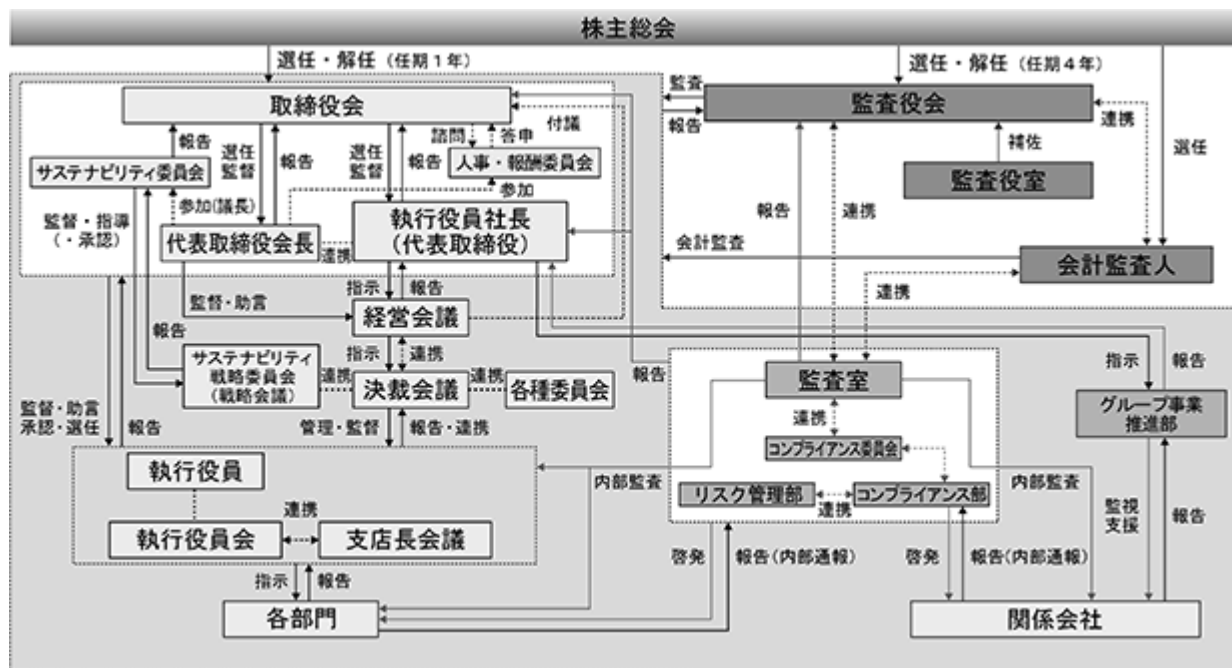 株主総会
選任・解任（任期１年）
選任・解任（任期４年）
取締役会
監査
報告
監査役会
連携
選任
付議
諮問
答申
報告
選任
監督
報告
選任
監督
報告
人事・報酬委員会
補佐
サステナビリティ委員会
監査役室
参加
参加(議長)
監督・指導
（・承認）
代表取締役会長
連携
執行役員社長
（代表取締役）
報告
連携
会計監査
会計監査人
連携
指示
報告
監督・助言
経営会議
報告
指示
連携
サステナビリティ
戦略委員会
（戦略会議）
連携
決裁会議
連携
各種委員会
報告
監査室
指示
報告
グループ事業
推進部
監督・助言
承認・選任
報告
管理・監督
報告・連携
連携
コンプライアンス委員会
執行役員
内部監査
リスク管理部
連携
コンプライアンス部
内部監査
連携
執行役員会
支店長会議
監視
支援
報告
指示
報告
啓発
報告（内部通報）
啓発
報告（内部通報）
各部門
関係会社